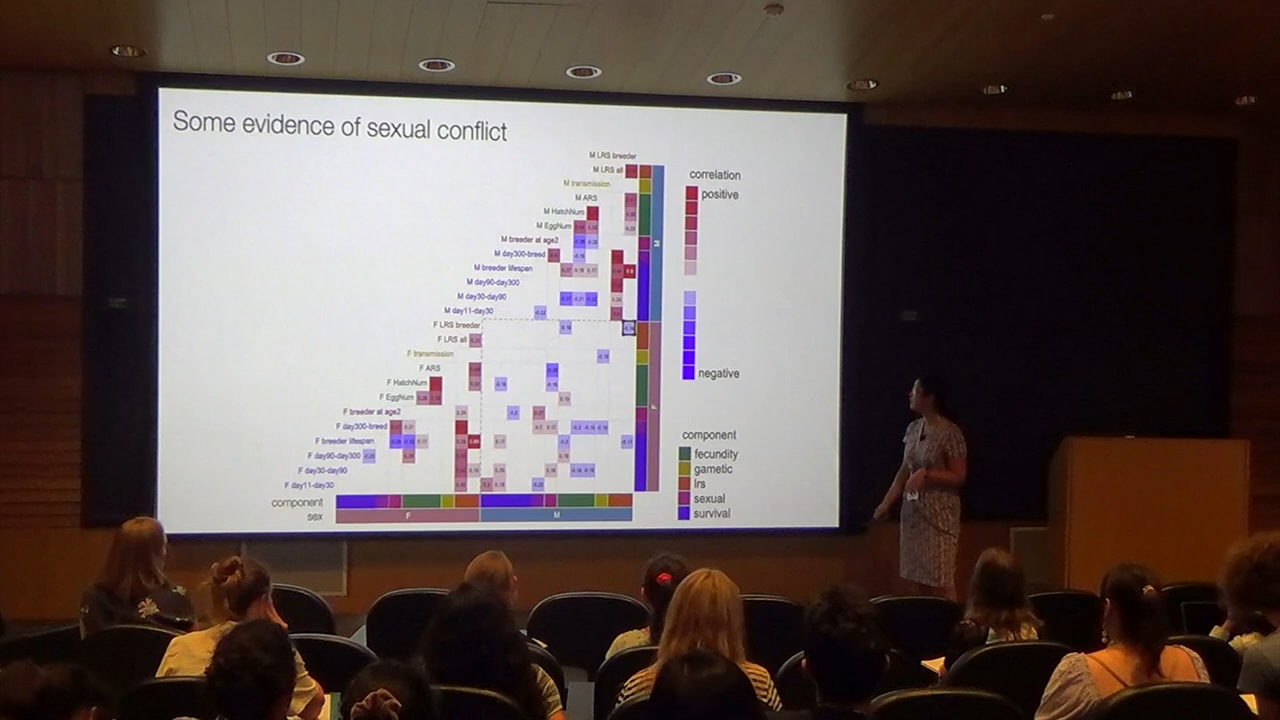 Some evidence of sexual conflict
M LRS breeder
M LRS all
M transmission
M ARS
M HatchNum
M EggNum
M breeder at age2
M day300-breed
M breeder lifespan
M day90-day300
M day30-day90
M day11-day30
F LRS breeder
F LRS all
F transmission
F ARS
F HatchNum
F EggNum
F breeder at age2
F day300-breed
F breeder lifespan
F day90-day300
F day30-day90
F day11-day30
component
sex
F
M
M
F
correlation
positive
negative
component
fecundity
gametic
lrs
sexual
survival